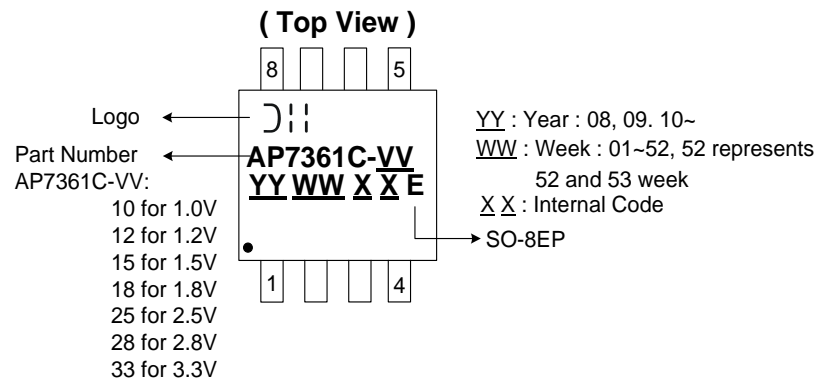 ( Top View )
8 5
Logo
Part Number
AP7361C-VV:
10 for 1.0V
12 for 1.2V
15 for 1.5V
18 for 1.8V
25 for 2.5V
28 for 2.8V
33 for 3.3V
AP7361C-VV
YY WW X X E
1 4
YY : Year : 08, 09. 10~
WW : Week : 01~52, 52 represents
52 and 53 week
X X : Internal Code
SO-8EP